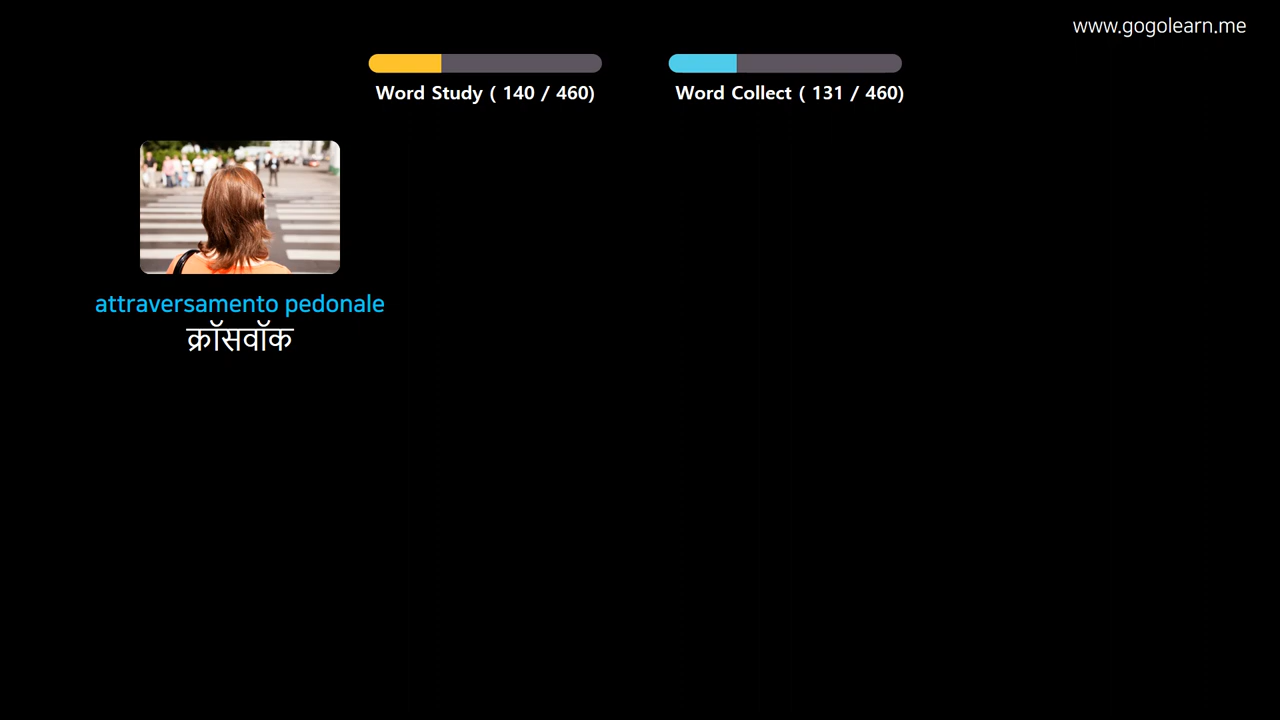 www.gogolearn.me
Word Study ( 140 / 460)
Word Collect ( 131 / 460)
attraversamento pedonale
क्रॉसवॉक